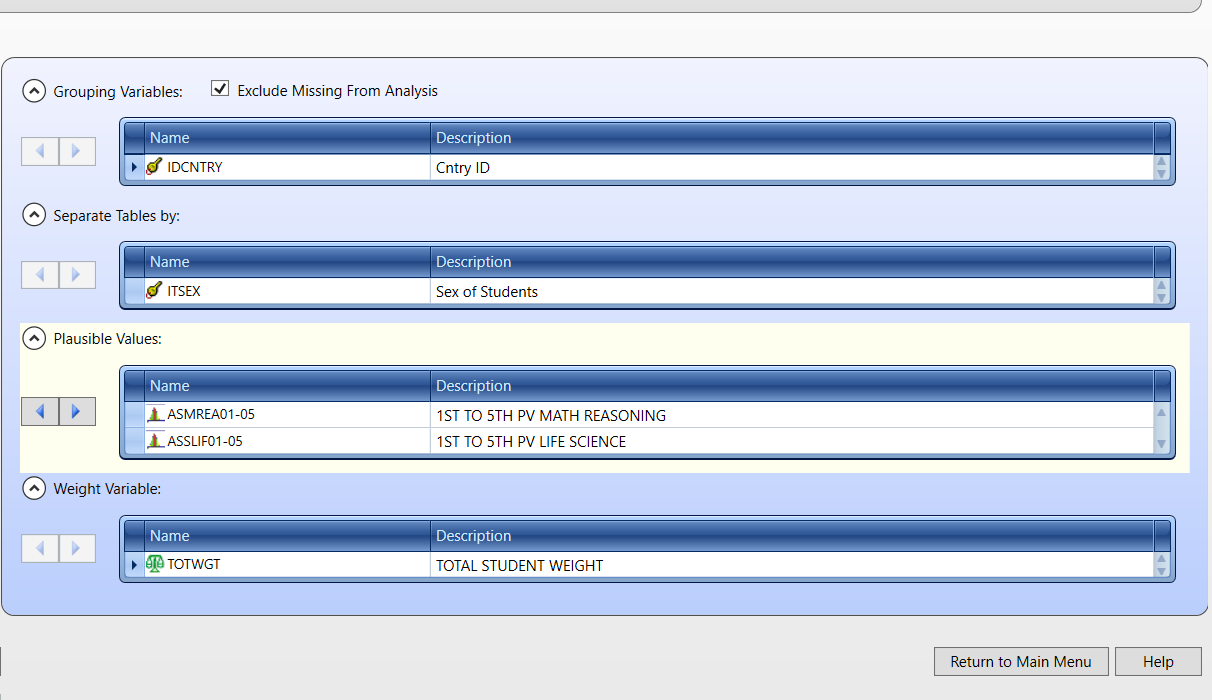 Grouping Variables: Exclude Missing From Analysis
Name Description
IDCNTRY Cntry ID
Separate Tables by:
Name Description
ITSEX Sex of Students
Plausible Values:
Name Description
ASMREA01-05 1ST TO 5TH PV MATH REASONING
ASSLIF01-05 1ST TO 5TH PV LIFE SCIENCE
Weight Variable:
Name Description
TOTWGT TOTAL STUDENT WEIGHT
Return to Main Menu Help